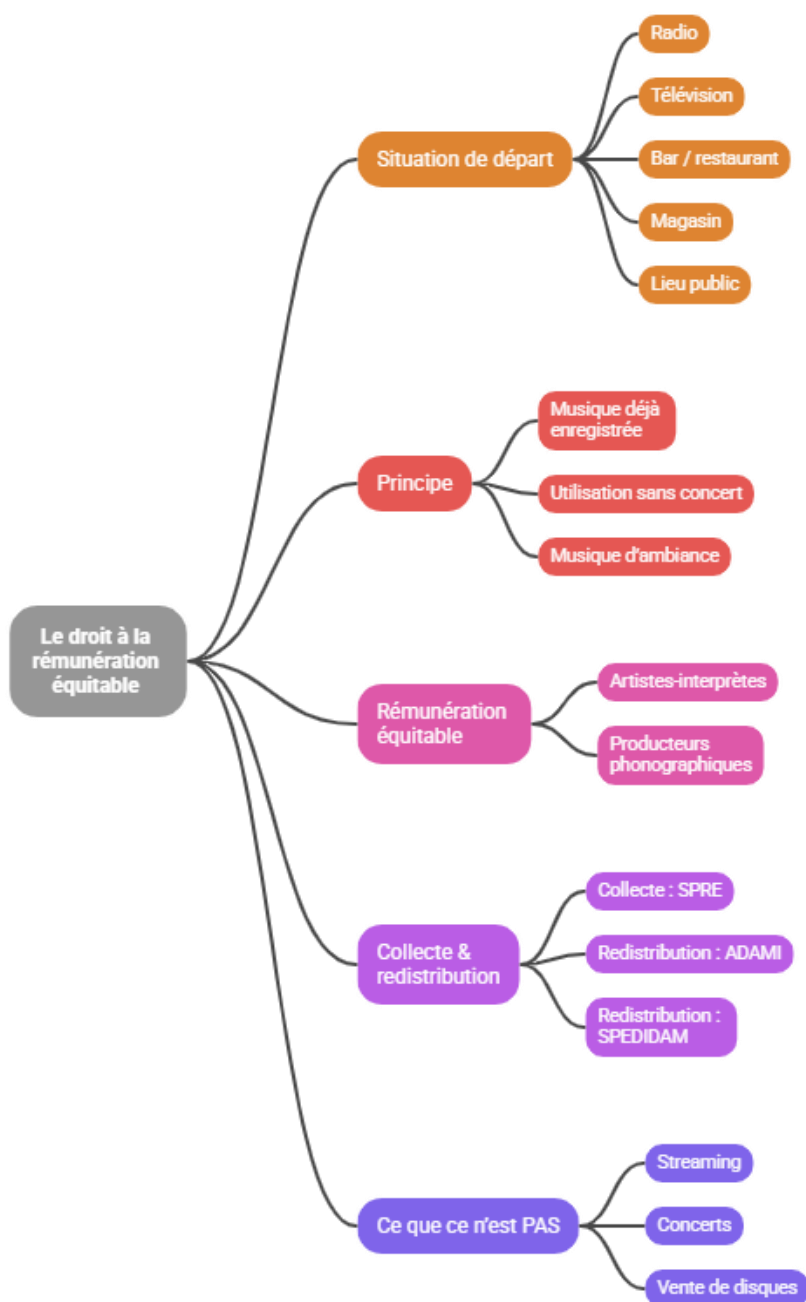 Le droit à la
rémunération
équitable
Situation de départ
Radio
Télévision
Bar / restaurant
Magasin
Lieu public
Principe
Musique déjà
enregistrée
Utilisation sans concert
Musique d'ambiance
Rémunération
équitable
Artistes-interprètes
Producteurs
phonographiques
Collecte &
redistribution
Collecte : SPRE
Redistribution : ADAMI
Redistribution :
SPEDIDAM
Ce que ce n'est PAS
Streaming
Concerts
Vente de disques